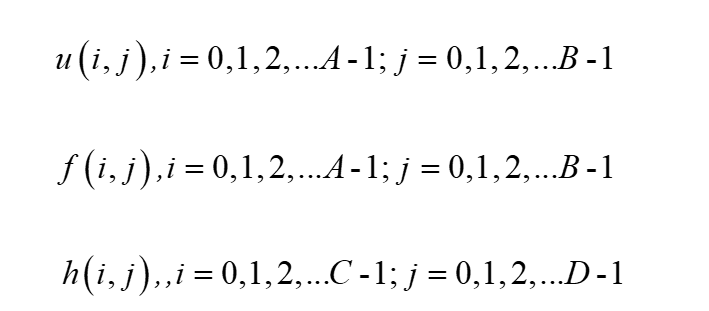 u(i,j),i = 0,1,2,...A-1; j = 0,1,2,...B-1
f(i,j),i = 0,1,2,...A-1; j = 0,1,2,...B-1
h(i,j),,i = 0,1,2,...C-1; j = 0,1,2,...D-1